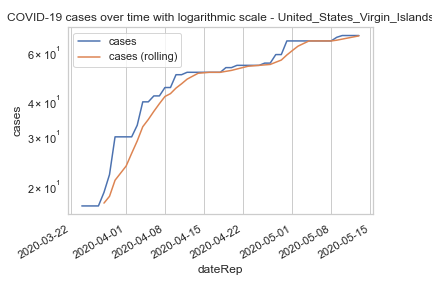 COVID-19 cases over time with logarithmic scale - United_States_Virgin_Islands
cases
cases (rolling)
6 × 10¹
4 × 10¹
3 × 10¹
2 × 10¹
cases
2020-03-22
2020-04-01
2020-04-08
2020-04-15
2020-04-22
2020-05-01
2020-05-08
2020-05-15
dateRep